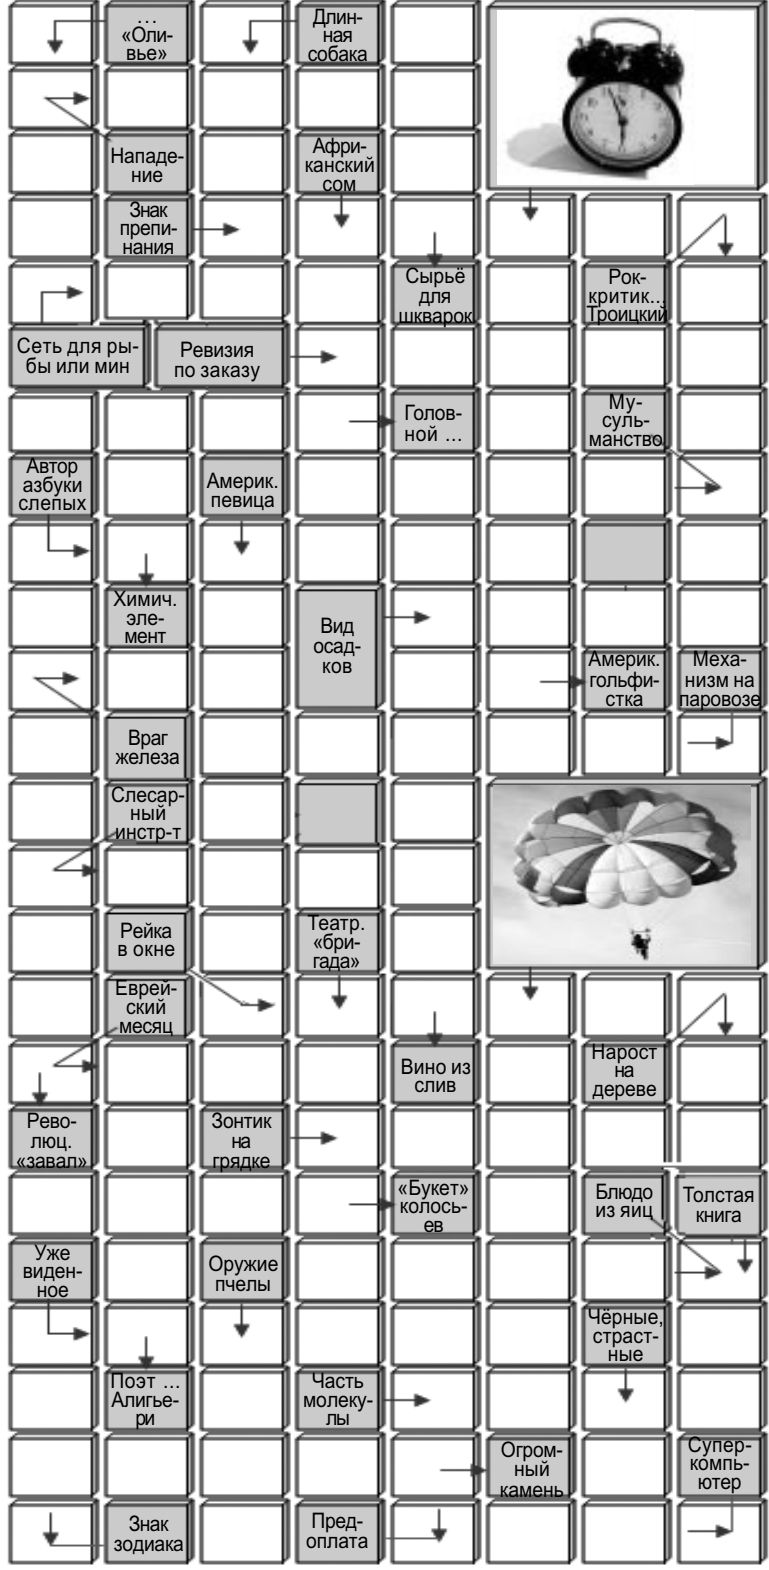 …
«Оли-
вье»
Длин-
ная
собака
Нападе-
ние
Афри-
канский
сом
Знак
препи-
нания
Сырьё
для
шкварок
Рок-
критик...
Троицкий
Сеть для ры-
бы или мин
Ревизия
по заказу
Голов-
ной …
Му-
суль-
манство
Автор
азбуки
слепых
Америк.
певица
Химич.
эле-
мент
Вид
осад-
ков
Америк.
гольфи-
стка
Меха-
низм на
паровозе
Враг
железа
Слесар-
ный
инстр-т
Рейка
в окне
Театр.
«бри-
гада»
Еврей-
ский
месяц
Вино из
слив
Нарост
на
дереве
Рево-
люц.
«завал»
Зонтик
на
грядке
«Букет»
колось-
ев
Блюдо
из яиц
Толстая
книга
Уже
виден-
ное
Оружие
пчелы
Чёрные,
страст-
ные
Поэт …
Алигье-
ри
Часть
молеку-
лы
Огром-
ный
камень
Супер-
компь-
ютер
Знак
зодиака
Пред-
оплата